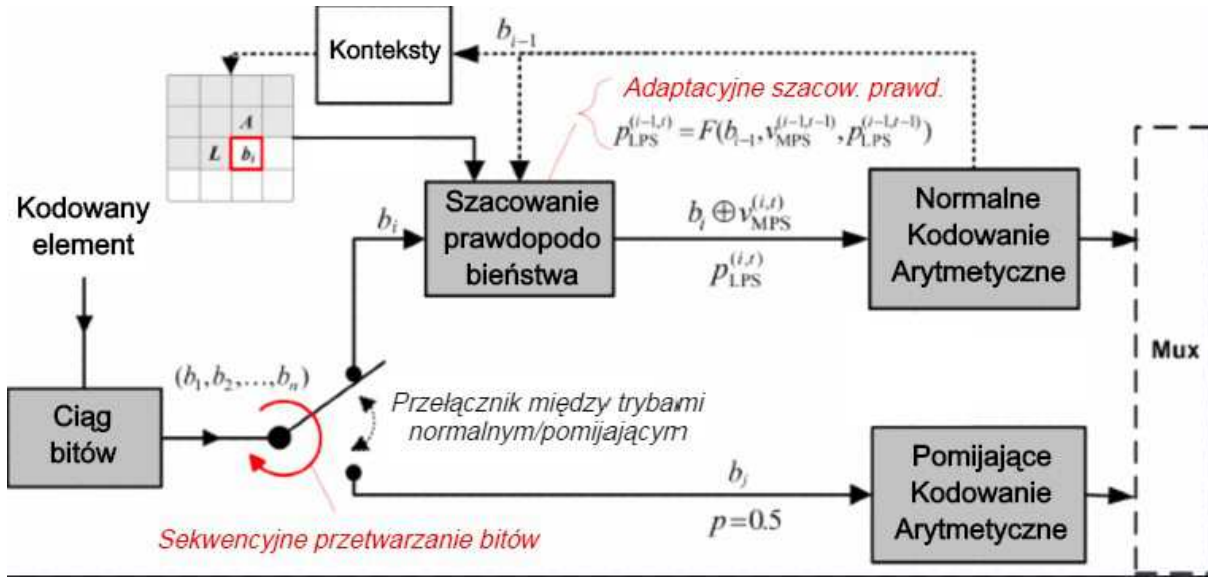 Konteksty
b_{i-1}
Adaptacyjne szacow. prawd.
p_{LPS}^{(i-1,t)} = F(b_{i-1}, v_{MPS}^{(i-1,t-1)}, p_{LPS}^{(i-1,t-1)})
A
L b_i
Kodowany
element
b_i
Szacowanie
prawdopodo
bieństwa
b_i ⊕ v_{MPS}^{(i,t)}
p_{LPS}^{(i,t)}
Normalne
Kodowanie
Arytmetyczne
Mux
(b_1, b_2, ..., b_n)
Ciąg
bitów
Przełącznik między trybami
normalnym/pomijającym
b_i
p = 0.5
Pomijające
Kodowanie
Arytmetyczne
Sekwencyjne przetwarzanie bitów